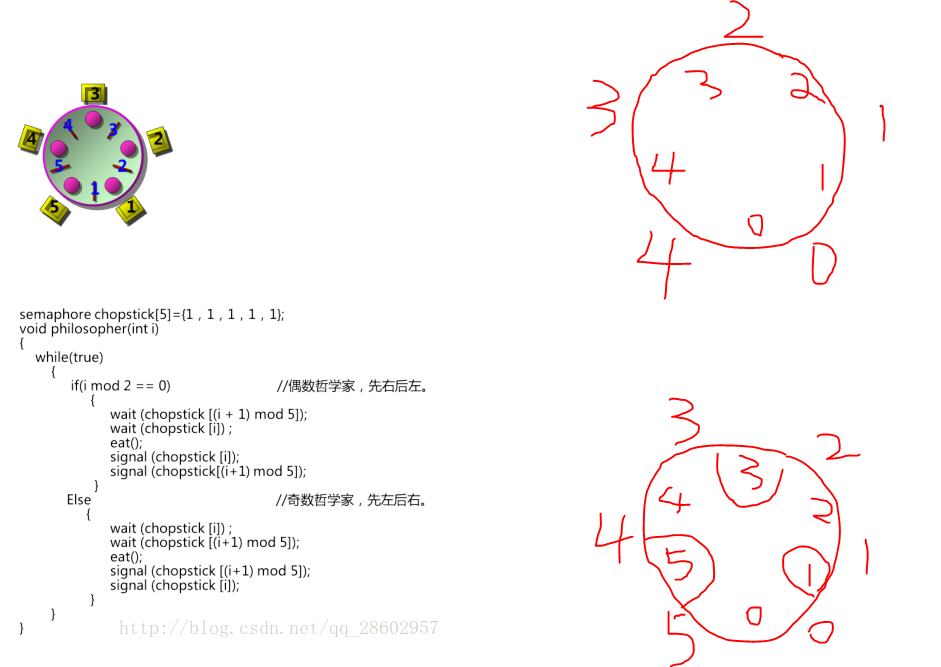 3
4
3
4
2
5
2
1
5
1
semaphore chopstick[5]={1，1，1，1，1};
void philosopher(int i)
{
while(true)
{
if(i mod 2 == 0) //偶数哲学家，先右后左。
{
wait (chopstick [(i + 1) mod 5]);
wait (chopstick [i]) ;
eat();
signal (chopstick [i]);
signal (chopstick[(i+1) mod 5]);
}
Else //奇数哲学家，先左后右。
{
wait (chopstick [i]) ;
wait (chopstick [(i+1) mod 5]);
eat();
signal (chopstick [(i+1) mod 5]);
signal (chopstick [i]);
}
}
}
http://blog.csdn.net/qq_28602957
2
3
3
2
1
4
1
0
4
0
3
2
3
4
2
4
5
1
1
0
5
0